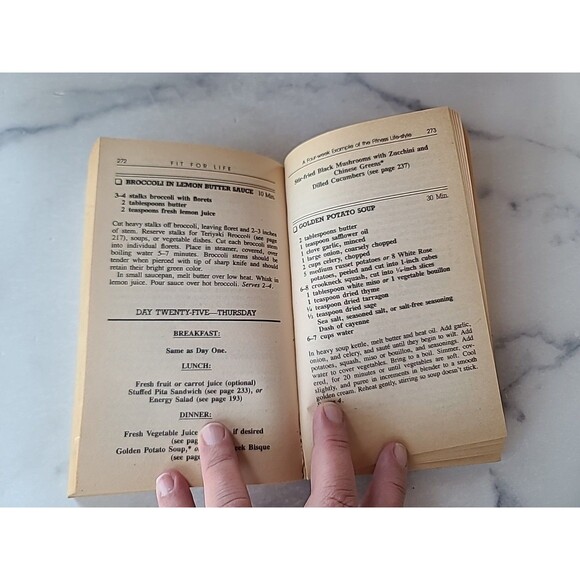 272 FIT FOR LIFE
☐ BROCCOLI IN LEMON BUTTER SAUCE 10 Min.
3–4 stalks broccoli with florets
2 tablespoons butter
2 teaspoons fresh lemon juice
Cut heavy stalks off broccoli, leaving floret and 2–3 inches
of stem. Reserve stalks for Teriyaki Broccoli (see page
217), soups, or vegetable dishes. Cut each broccoli stem
into individual florets. Place in steamer, covered, over
boiling water 5–7 minutes. Broccoli stems should be
tender when pierced with tip of sharp knife and should
retain their bright green color.
In small saucepan, melt butter over low heat. Whisk in
lemon juice. Pour sauce over hot broccoli. Serves 2–4.
DAY TWENTY-FIVE—THURSDAY
BREAKFAST:
Same as Day One.
LUNCH:
Fresh fruit or carrot juice (optional)
Stuffed Pita Sandwich (see page 233), or
Energy Salad (see page 193)
DINNER:
Fresh Vegetable Juice if desired
(see page
Golden Potato Soup,* Bisque
(see page
A Four-week Example of the Fitness Life-style 273
Stir-fried Black Mushrooms with Zucchini and
Chinese Greens*
Dilled Cucumbers (see page 237)
☐ GOLDEN POTATO SOUP 30 Min.
2 tablespoons butter
1 teaspoon safflower oil
1 clove garlic, minced
1 large onion, coarsely chopped
2 cups celery, chopped
5 medium russet potatoes or 8 White Rose
potatoes, peeled and cut into 1-inch cubes
6–8 crookneck squash, cut into ¼-inch slices
1 tablespoon white miso or 1 vegetable bouillon
1 teaspoon dried thyme
½ teaspoon dried tarragon
½ teaspoon dried sage
Sea salt, seasoned salt, or salt-free seasoning
Dash of cayenne
6–7 cups water
In heavy soup kettle, melt butter and heat oil. Add garlic,
onion, and celery, and sauté until they begin to wilt. Add
potatoes, squash, miso or bouillon, and seasonings. Add
water to cover vegetables. Bring to a boil. Simmer, cov-
ered, for 20 minutes or until vegetables are soft. Cool
slightly, and puree in increments in blender to a smooth
golden cream. Reheat gently, stirring so soup doesn't stick.
4.